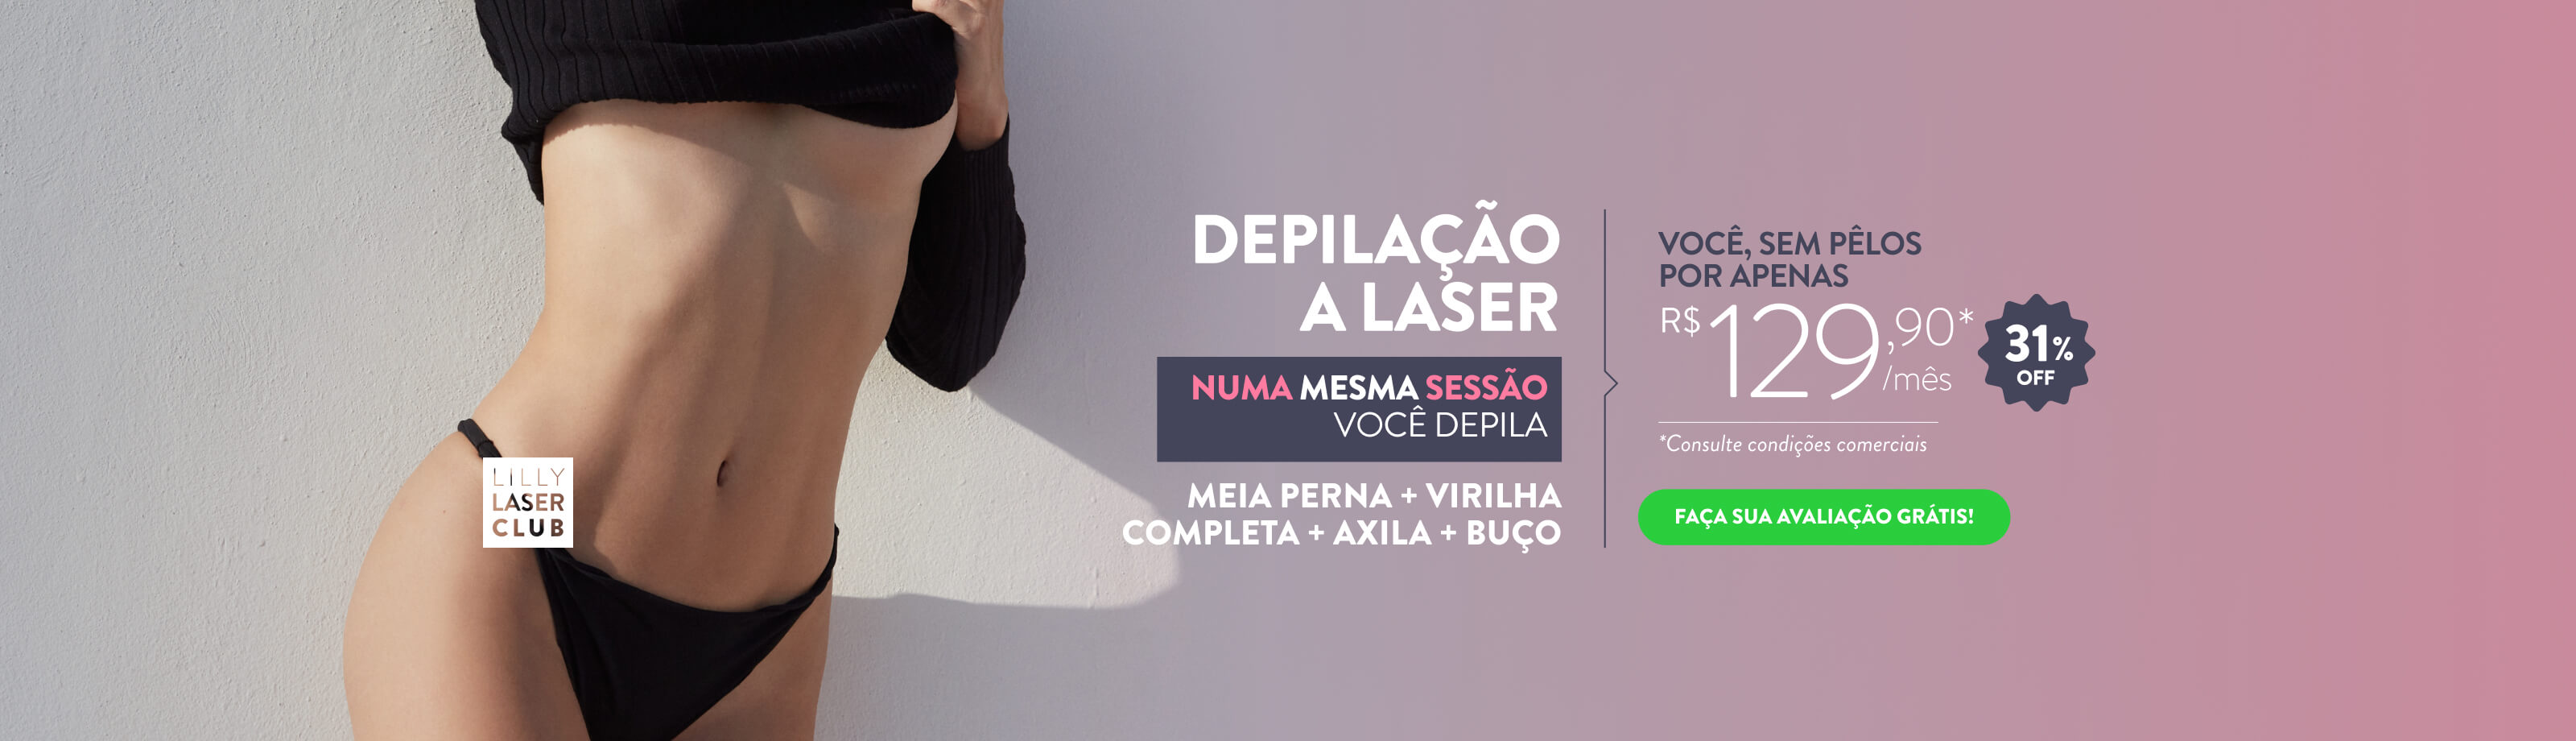 LILLY
LASER
CLUB
DEPILAÇÃO
A LASER
NUMA MESMA SESSÃO
VOCÊ DEPILA
MEIA PERNA + VIRILHA
COMPLETA + AXILA + BUÇO
VOCÊ, SEM PÊLOS
POR APENAS
R$ 129,90*
/mês
31%
OFF
*Consulte condições comerciais
FAÇA SUA AVALIAÇÃO GRÁTIS!